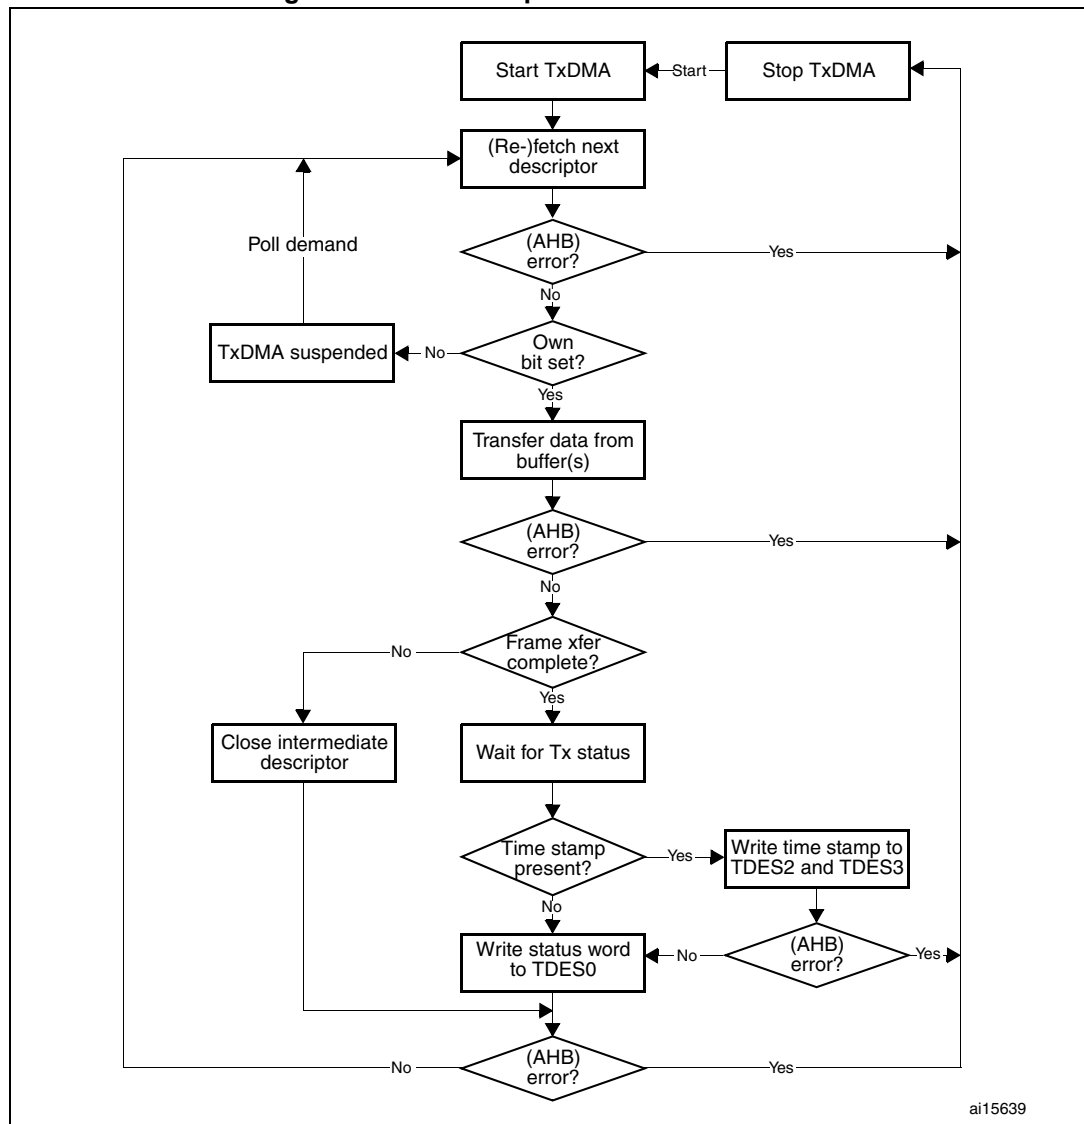 Start TxDMA
Start
Stop TxDMA
(Re-)fetch next
descriptor
Poll demand
(AHB)
error?
Yes
No
TxDMA suspended
No
Own
bit set?
Yes
Transfer data from
buffer(s)
(AHB)
error?
Yes
No
No
Frame xfer
complete?
Yes
Close intermediate
descriptor
Wait for Tx status
Time stamp
present?
Yes
Write time stamp to
TDES2 and TDES3
No
Write status word
to TDES0
No
(AHB)
error?
Yes
No
(AHB)
error?
Yes
ai15639